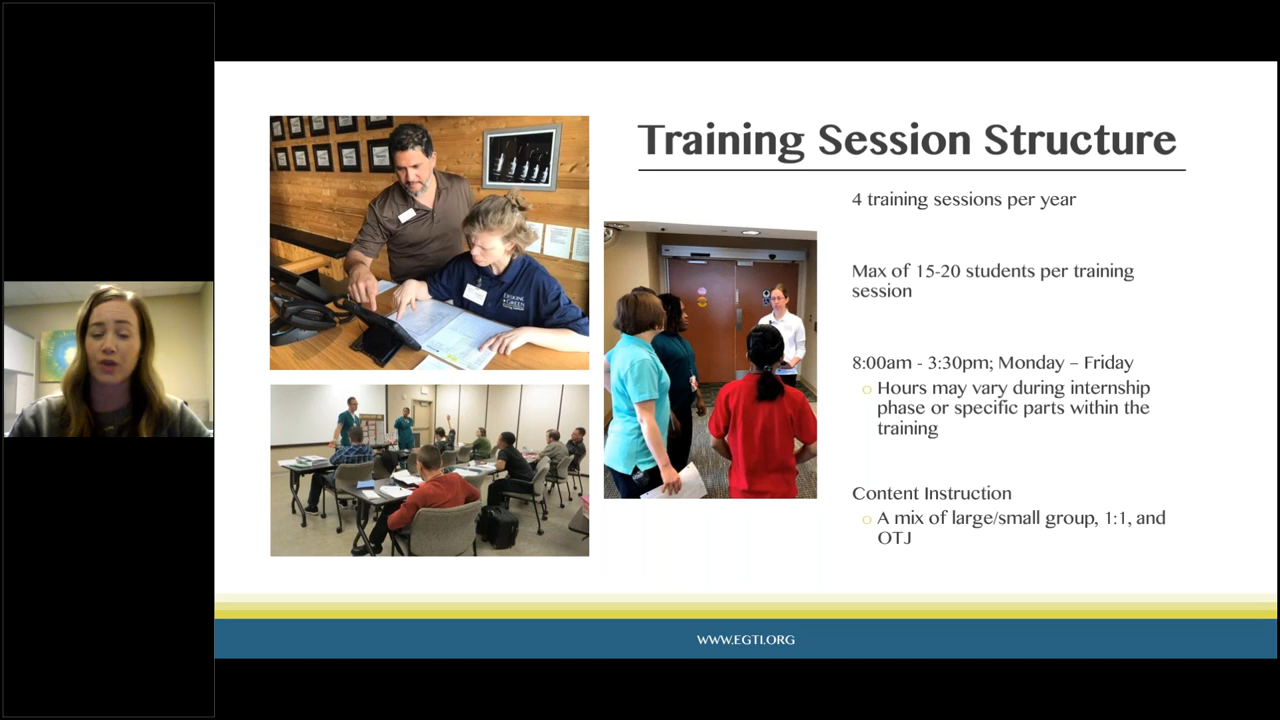 Training Session Structure
4 training sessions per year
Max of 15-20 students per training
session
8:00am - 3:30pm; Monday – Friday
Hours may vary during internship
phase or specific parts within the
training
Content Instruction
A mix of large/small group, 1:1, and
OTJ
ERSKINE
GREEN
WWW.EGTI.ORG